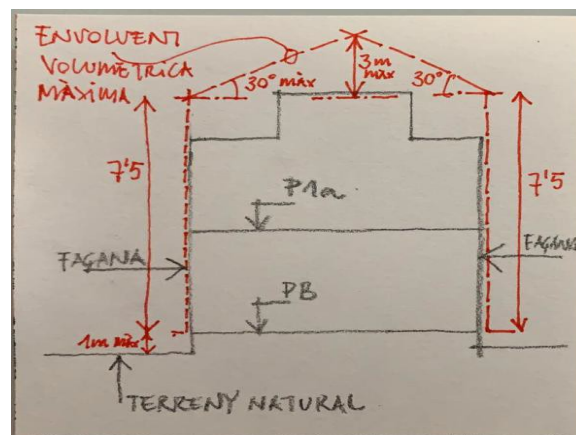 ENVOLVENT
VOLUMÈTRICA
MÀXIMA
30° màx
3m
màx
30°
7'5
7'5
P1a
FAÇANA
FAÇANA
PB
1m màx
TERRENY NATURAL